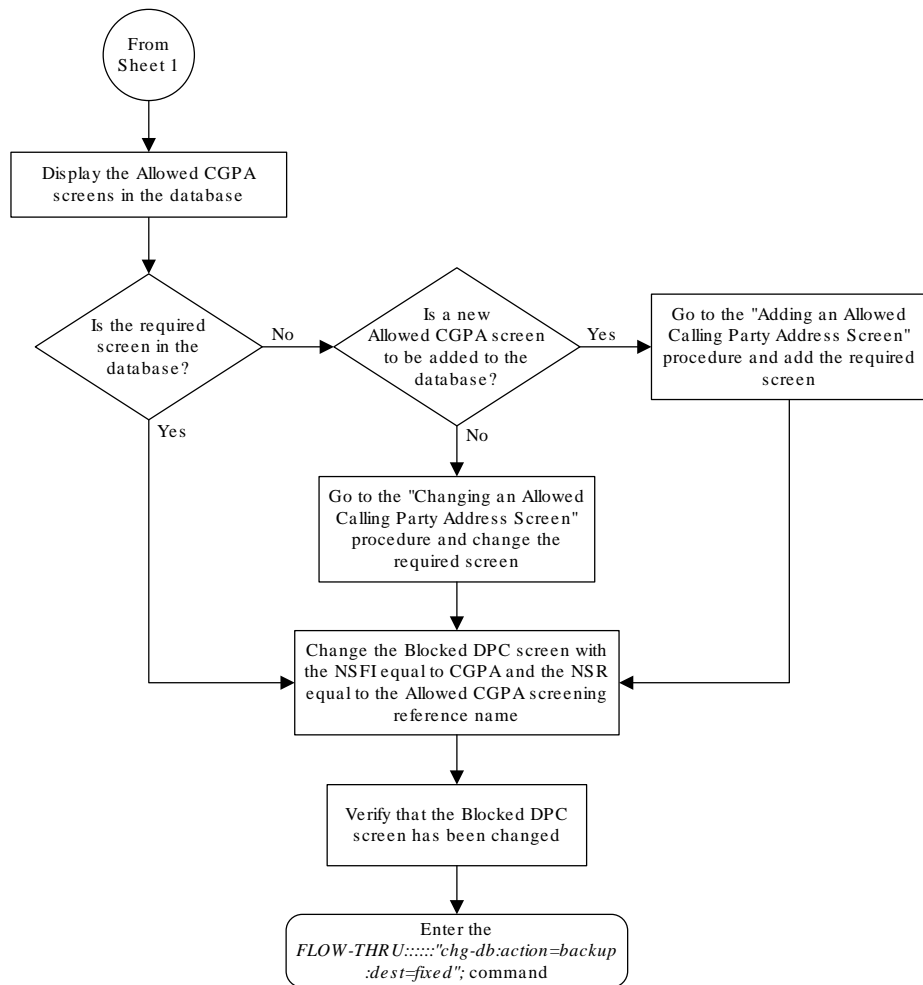 From
Sheet 1
Display the Allowed CGPA
screens in the database
Is the required
screen in the
database?
No
Yes
Is a new
Allowed CGPA screen
to be added to the
database?
Yes
No
Go to the "Adding an Allowed
Calling Party Address Screen"
procedure and add the required
screen
Go to the "Changing an Allowed
Calling Party Address Screen"
procedure and change the
required screen
Change the Blocked DPC screen with
the NSFI equal to CGPA and the NSR
equal to the Allowed CGPA screening
reference name
Verify that the Blocked DPC
screen has been changed
Enter the
FLOW-THRU::::::"chg-db:action=backup
:dest=fixed"; command